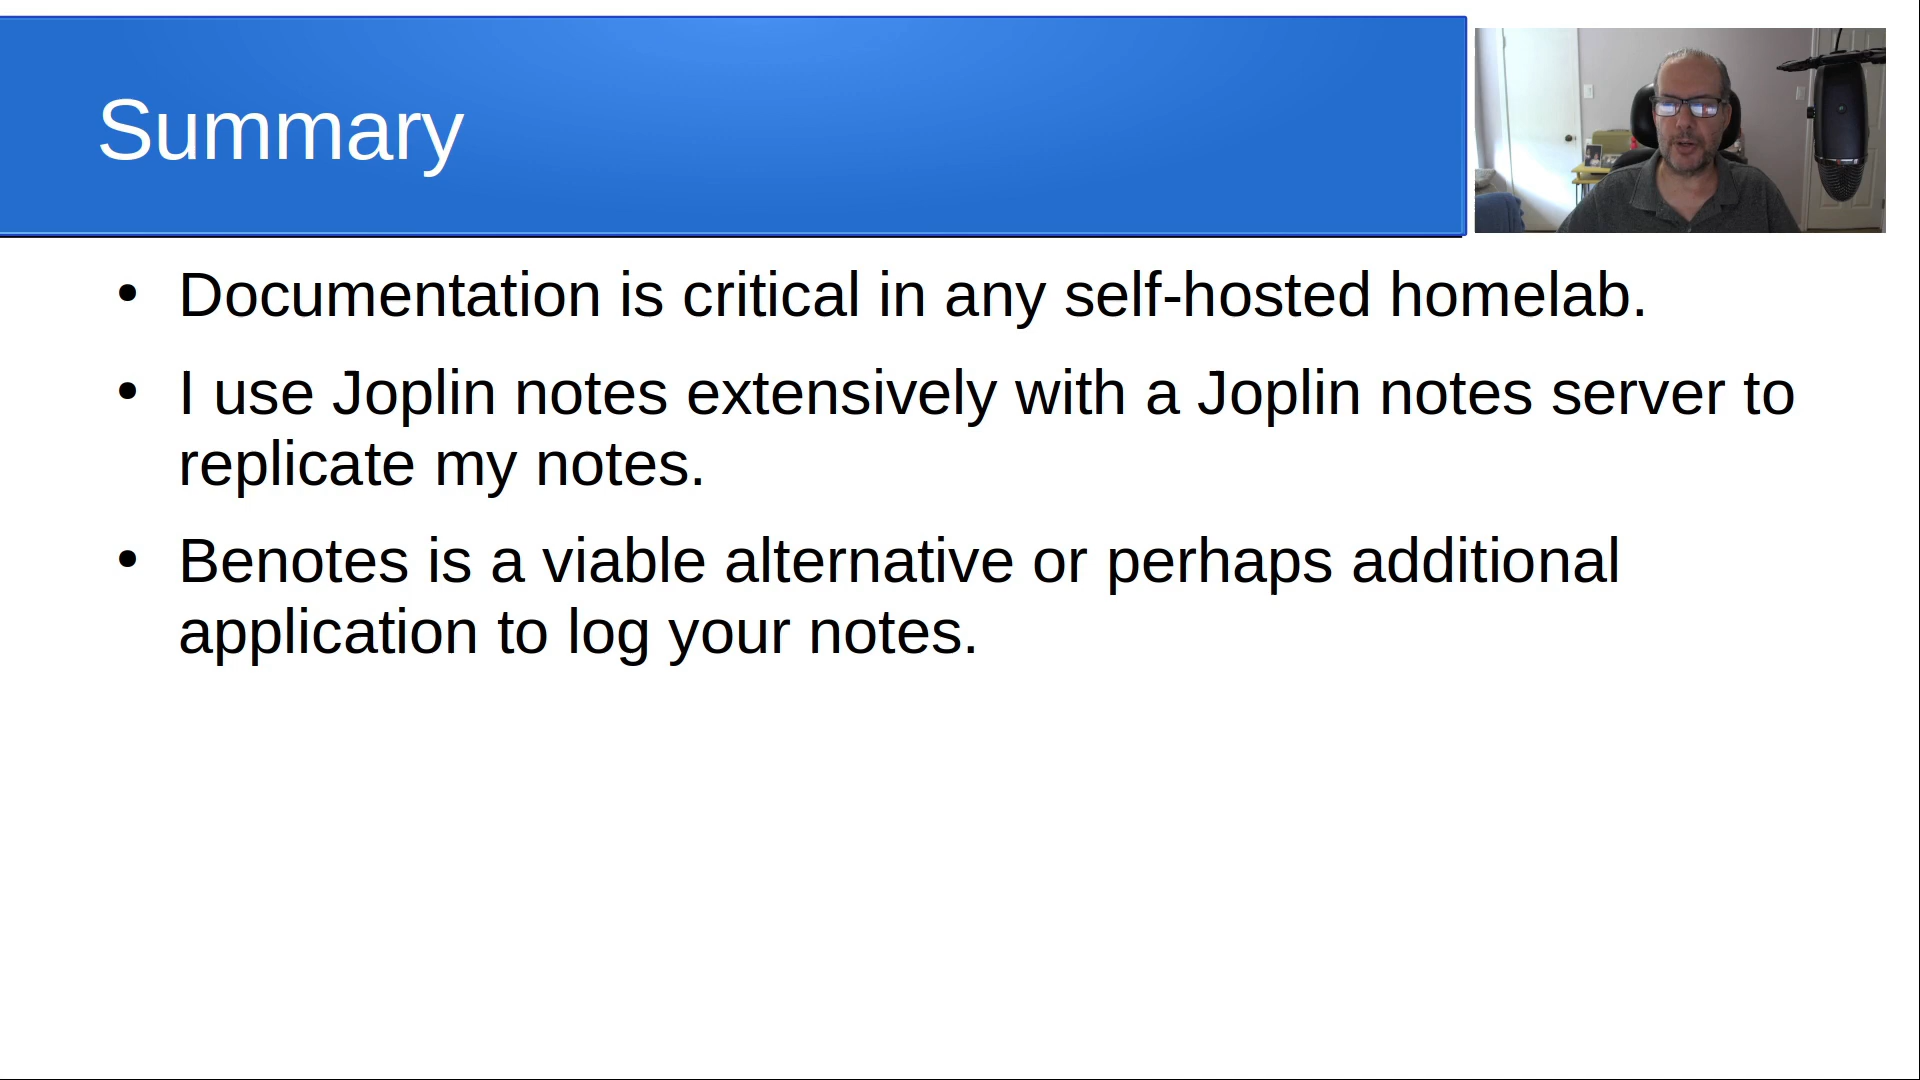 Summary
• Documentation is critical in any self-hosted homelab.
• I use Joplin notes extensively with a Joplin notes server to
replicate my notes.
• Benotes is a viable alternative or perhaps additional
application to log your notes.